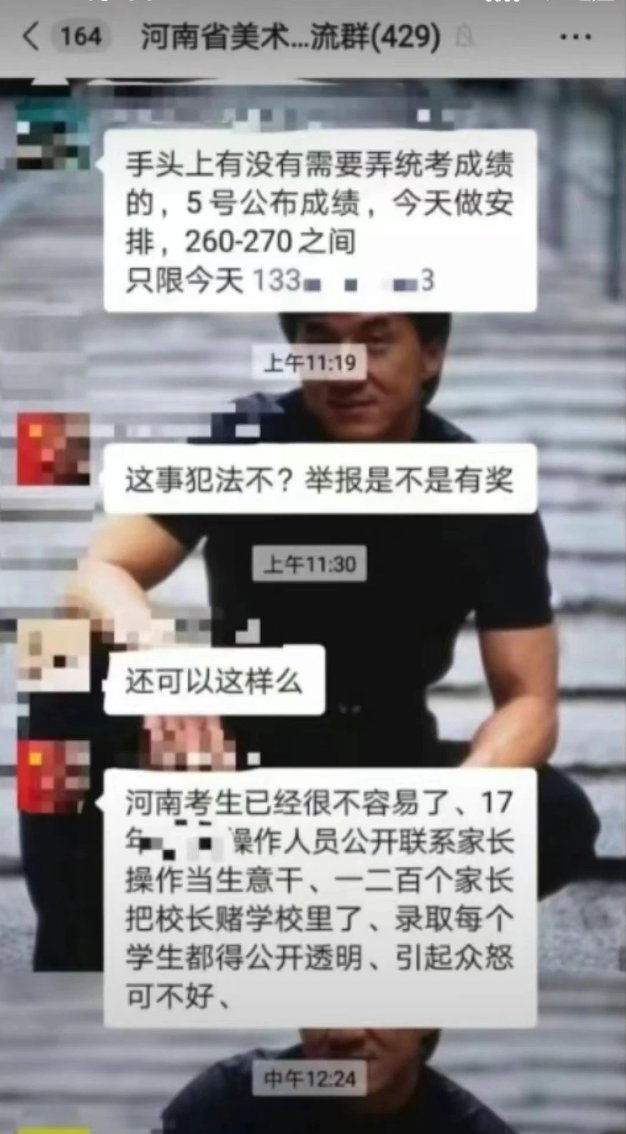 164
河南省美术...流群(429)
手头上有没有需要弄统考成绩
的，5号公布成绩，今天做安
排，260-270之间
只限今天 133 3
上午11:19
这事犯法不？举报是不是有奖
上午11:30
还可以这样么
河南考生已经很不容易了、17
年 操作人员公开联系家长
操作当生意干、一二百个家长
把校长赌学校里了、录取每个
学生都得公开透明、引起众怒
可不好、
中午12:24